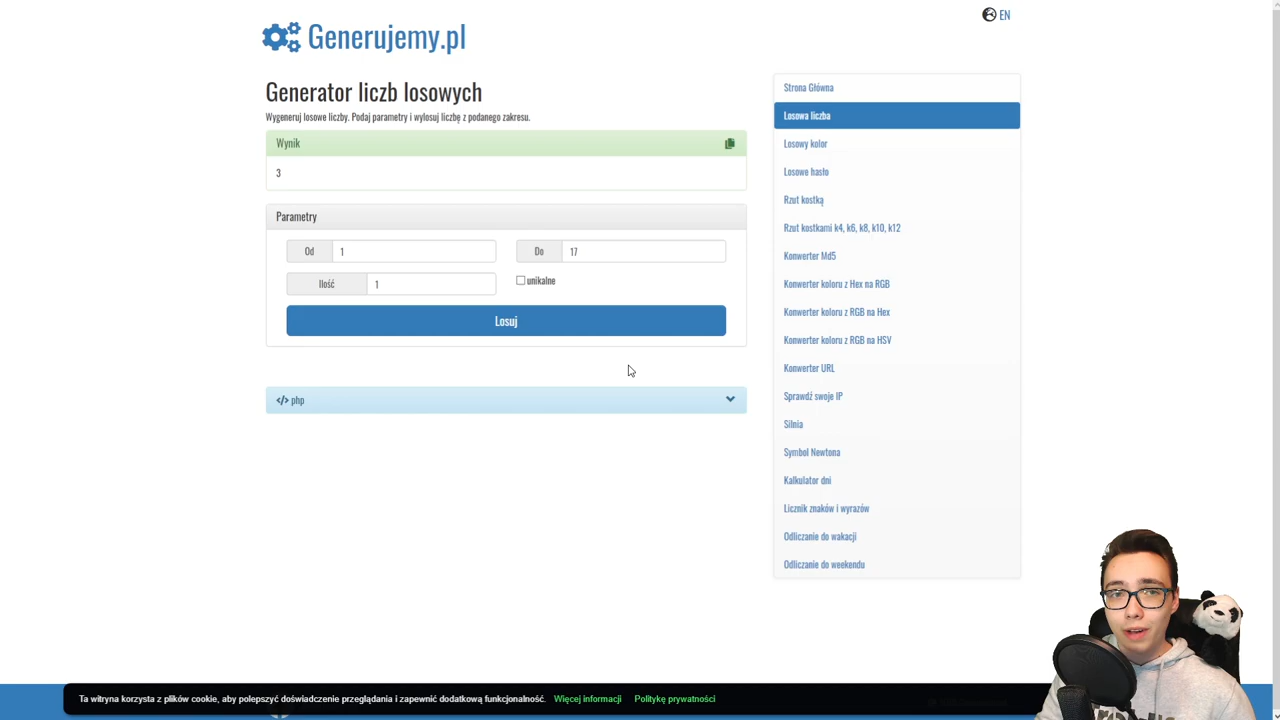 EN
Generujemy.pl
Generator liczb losowych
Wygeneruj losowe liczby. Podaj parametry i wylosuj liczbę z podanego zakresu.
Wynik
3
Parametry
Od 1 Do 17
Ilość 1 unikalne
Losuj
</> php
Strona Główna
Losowa liczba
Losowy kolor
Losowe hasło
Rzut kostką
Rzut kostkami k4, k6, k8, k10, k12
Konwerter Md5
Konwerter koloru z Hex na RGB
Konwerter koloru z RGB na Hex
Konwerter koloru z RGB na HSV
Konwerter URL
Sprawdź swoje IP
Silnia
Symbol Newtona
Kalkulator dni
Licznik znaków i wyrazów
Odliczanie do wakacji
Odliczanie do weekendu
Ta witryna korzysta z plików cookie, aby polepszyć doświadczenie przeglądania i zapewnić dodatkową funkcjonalność. Więcej informacji Politykę prywatności